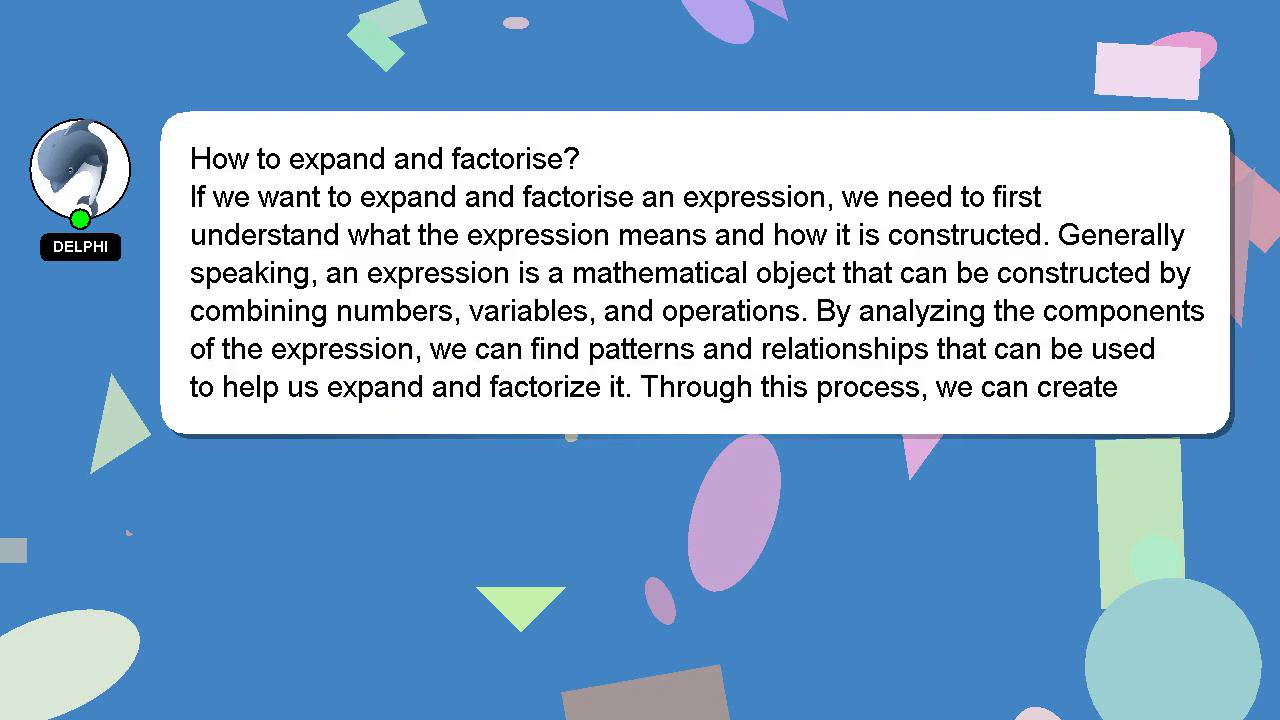 How to expand and factorise?
If we want to expand and factorise an expression, we need to first
understand what the expression means and how it is constructed. Generally
speaking, an expression is a mathematical object that can be constructed by
combining numbers, variables, and operations. By analyzing the components
of the expression, we can find patterns and relationships that can be used
to help us expand and factorize it. Through this process, we can create
DELPHI